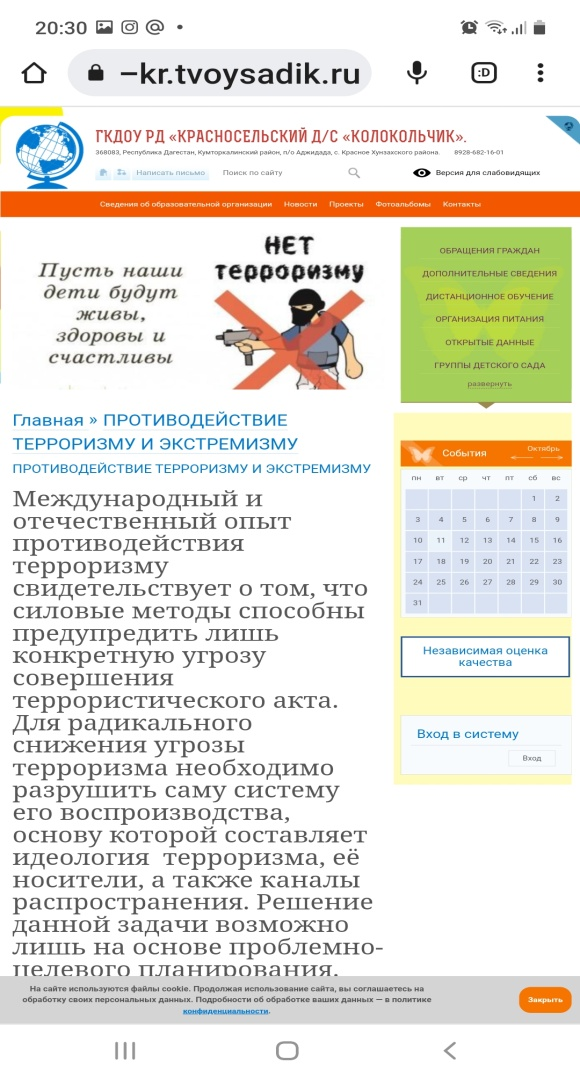 20:30
–kr.tvoysadik.ru
:D
ГКДОУ РД «КРАСНОСЕЛЬСКИЙ Д/С «КОЛОКОЛЬЧИК».
368083, Республика Дагестан, Кумторкалинский район, п/о Аджидада, с. Красное Хунзахского района. 8928-682-16-01
Написать письмо Поиск по сайту Версия для слабовидящих
Сведения об образовательной организации Новости Проекты Фотоальбомы Контакты
Пусть наши
дети будут
живы,
здоровы и
счастливы
НЕТ
терроризму
Главная » ПРОТИВОДЕЙСТВИЕ
ТЕРРОРИЗМУ И ЭКСТРЕМИЗМУ
ПРОТИВОДЕЙСТВИЕ ТЕРРОРИЗМУ И ЭКСТРЕМИЗМУ
Международный и
отечественный опыт
противодействия
терроризму
свидетельствует о том, что
силовые методы способны
предупредить лишь
конкретную угрозу
совершения
террористического акта.
Для радикального
снижения угрозы
терроризма необходимо
разрушить саму систему
его воспроизводства,
основу которой составляет
идеология терроризма, её
носители, а также каналы
распространения. Решение
данной задачи возможно
лишь на основе проблемно-
целевого планирования,
ОБРАЩЕНИЯ ГРАЖДАН
ДОПОЛНИТЕЛЬНЫЕ СВЕДЕНИЯ
ДИСТАНЦИОННОЕ ОБУЧЕНИЕ
ОРГАНИЗАЦИЯ ПИТАНИЯ
ОТКРЫТЫЕ ДАННЫЕ
ГРУППЫ ДЕТСКОГО САДА
развернуть
События Октябрь
пн вт ср чт пт сб вс
1 2
3 4 5 6 7 8 9
10 11 12 13 14 15 16
17 18 19 20 21 22 23
24 25 26 27 28 29 30
31
Независимая оценка
качества
Вход в систему
Вход
На сайте используются файлы cookie. Продолжая использование сайта, вы соглашаетесь на
обработку своих персональных данных. Подробности об обработке ваших данных — в политике
конфиденциальности.
Закрыть